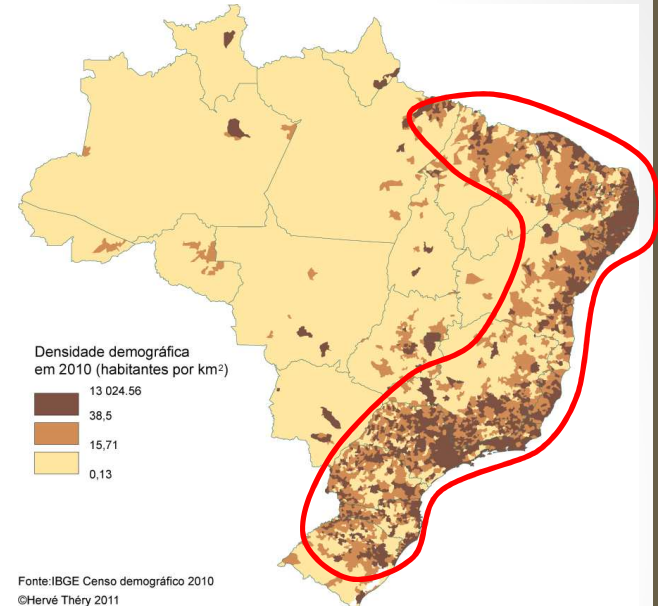 Densidade demográfica
em 2010 (habitantes por km²)
13 024.56
38,5
15,71
0,13
Fonte:IBGE Censo demográfico 2010
©Hervé Théry 2011